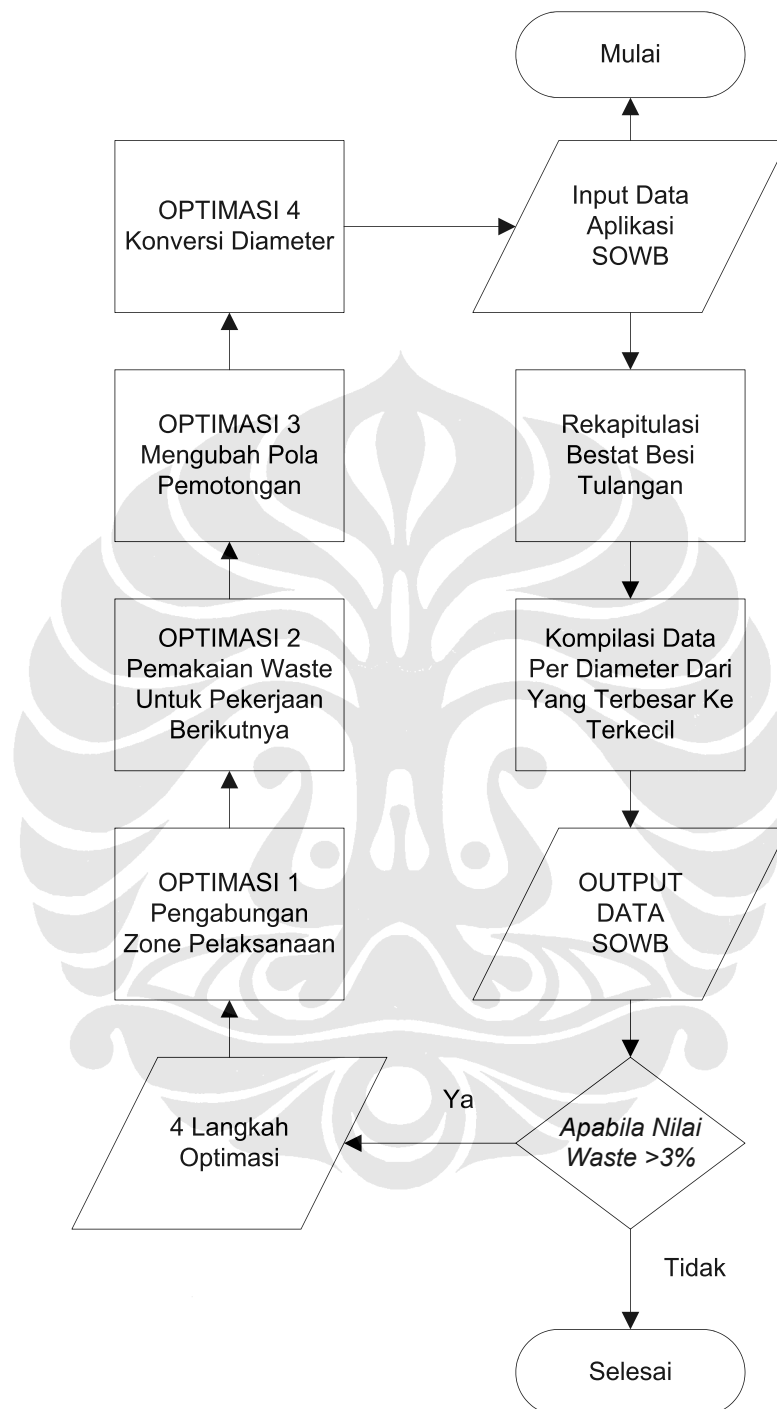 Mulai
Input Data
Aplikasi
SOWB
Rekapitulasi
Bestat Besi
Tulangan
Kompilasi Data
Per Diameter Dari
Yang Terbesar Ke
Terkecil
OUTPUT
DATA
SOWB
Apabila Nilai
Waste >3%
Ya
Tidak
Selesai
4 Langkah
Optimasi
OPTIMASI 1
Pengabungan
Zone Pelaksanaan
OPTIMASI 2
Pemakaian Waste
Untuk Pekerjaan
Berikutnya
OPTIMASI 3
Mengubah Pola
Pemotongan
OPTIMASI 4
Konversi Diameter